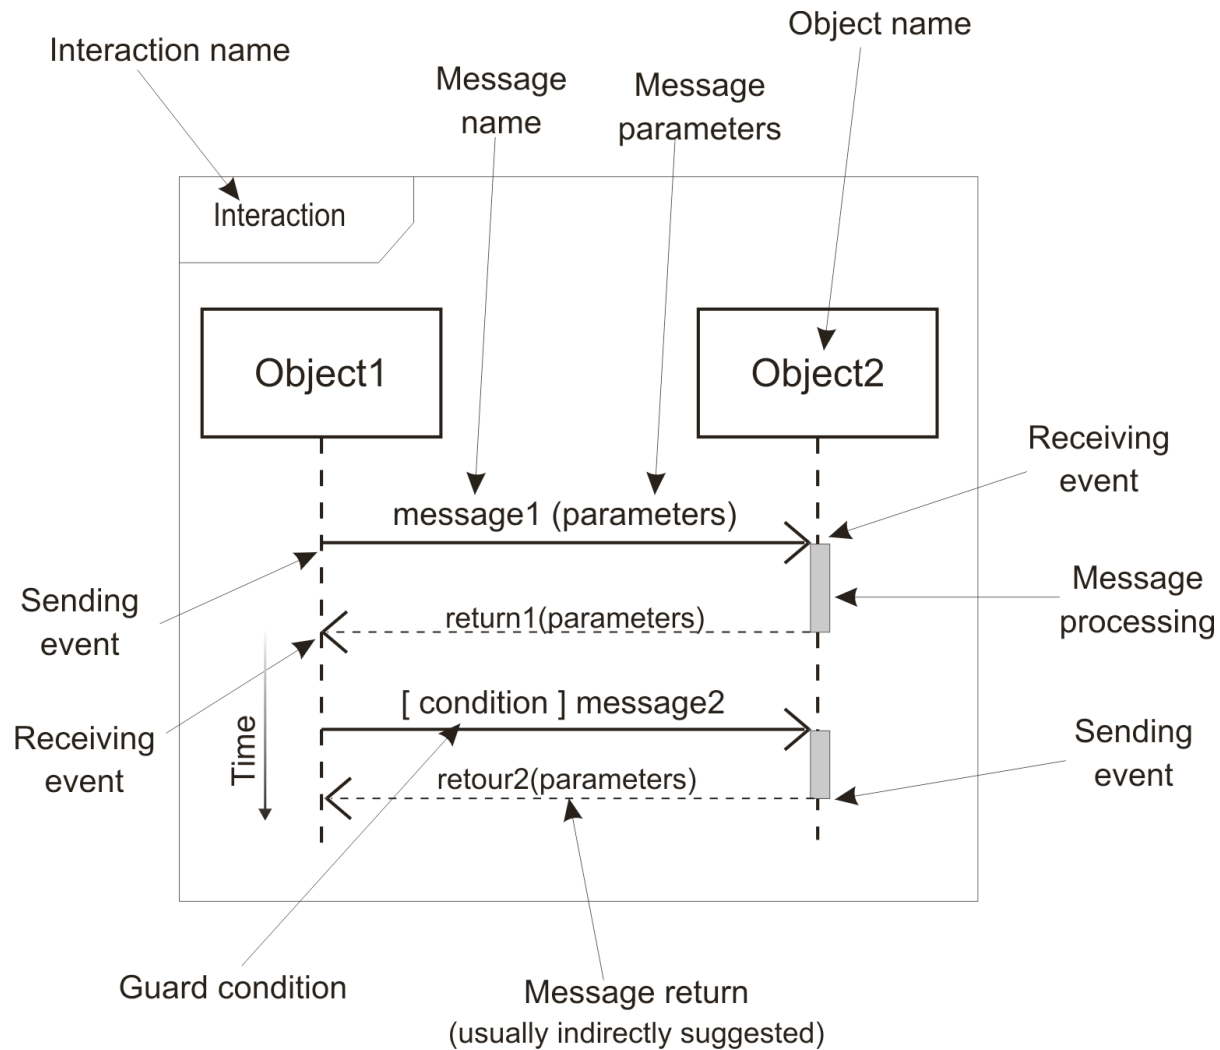 Object name
Interaction name
Message
name
Message
parameters
Interaction
Object1
Object2
Receiving
event
message1 (parameters)
Sending
event
Message
processing
return1(parameters)
[ condition ] message2
Receiving
event
Time
Sending
event
retour2(parameters)
Guard condition
Message return
(usually indirectly suggested)